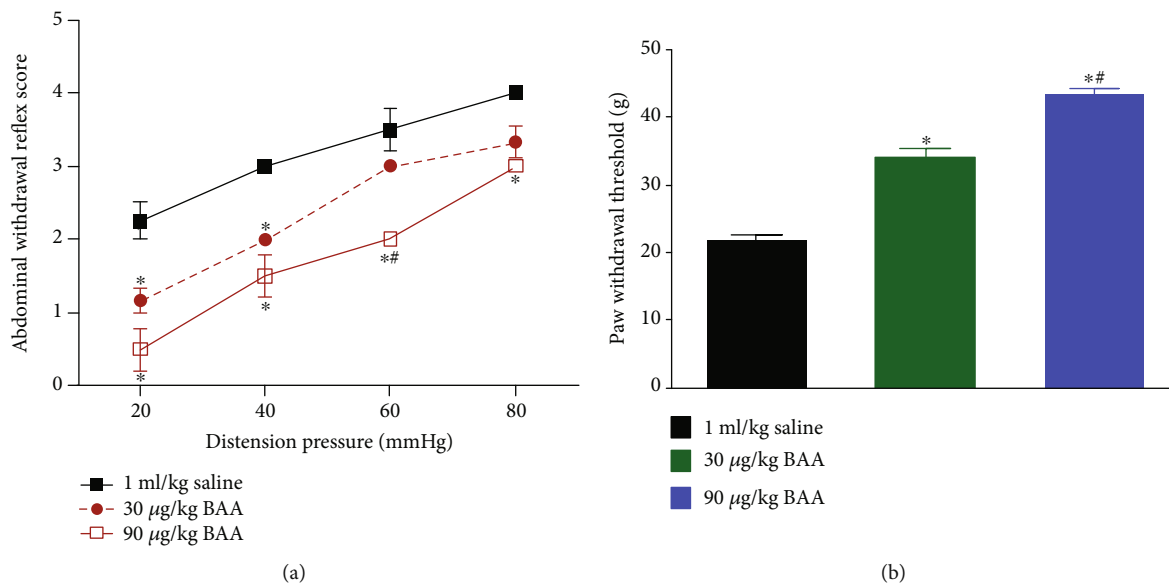 5
4
3
2
1
0
Abdominal withdrawal reflex score
*
*
*
*
*#
*
20
40
60
80
Distension pressure (mmHg)
1 ml/kg saline
30 μg/kg BAA
90 μg/kg BAA
(a)
50
40
30
20
10
0
Paw withdrawal threshold (g)
*
*#
1 ml/kg saline
30 μg/kg BAA
90 μg/kg BAA
(b)